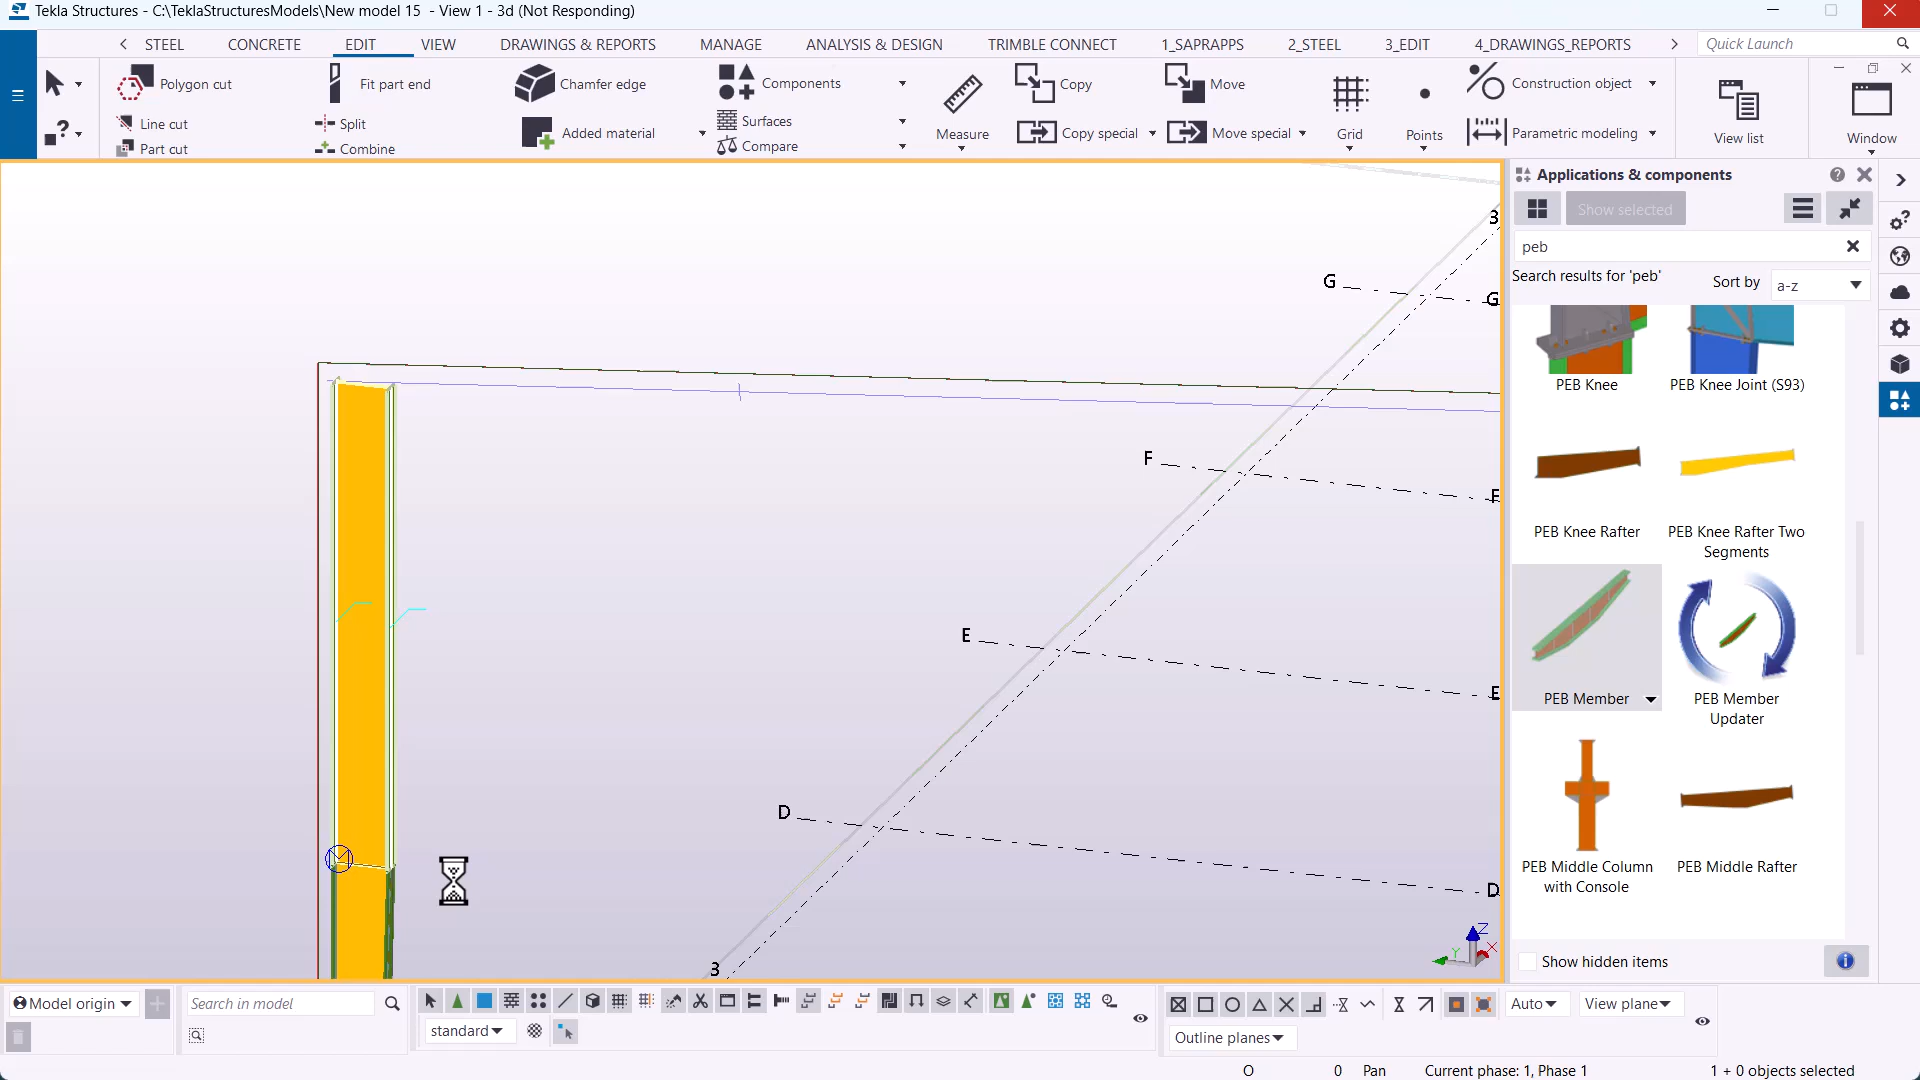 Tekla Structures - C:\TeklaStructuresModels\New model 15 - View 1 - 3d (Not Responding)
STEEL CONCRETE EDIT VIEW DRAWINGS & REPORTS MANAGE ANALYSIS & DESIGN TRIMBLE CONNECT 1_SAPRAPPS 2_STEEL 3_EDIT 4_DRAWINGS_REPORTS Quick Launch
Polygon cut Fit part end Chamfer edge Components Copy Move Construction object
Line cut Split Added material Surfaces Measure Copy special Move special Grid Points Parametric modeling View list Window
Part cut Combine Compare
Applications & components
Show selected
peb
Search results for 'peb' Sort by a-z
PEB Knee PEB Knee Joint (S93)
PEB Knee Rafter PEB Knee Rafter Two Segments
PEB Member PEB Member Updater
PEB Middle Column with Console PEB Middle Rafter
Show hidden items
3
G G
F F
E E
D D
3
Z
Y X
Model origin Search in model Auto View plane
standard Outline planes
O 0 Pan Current phase: 1, Phase 1 1 + 0 objects selected